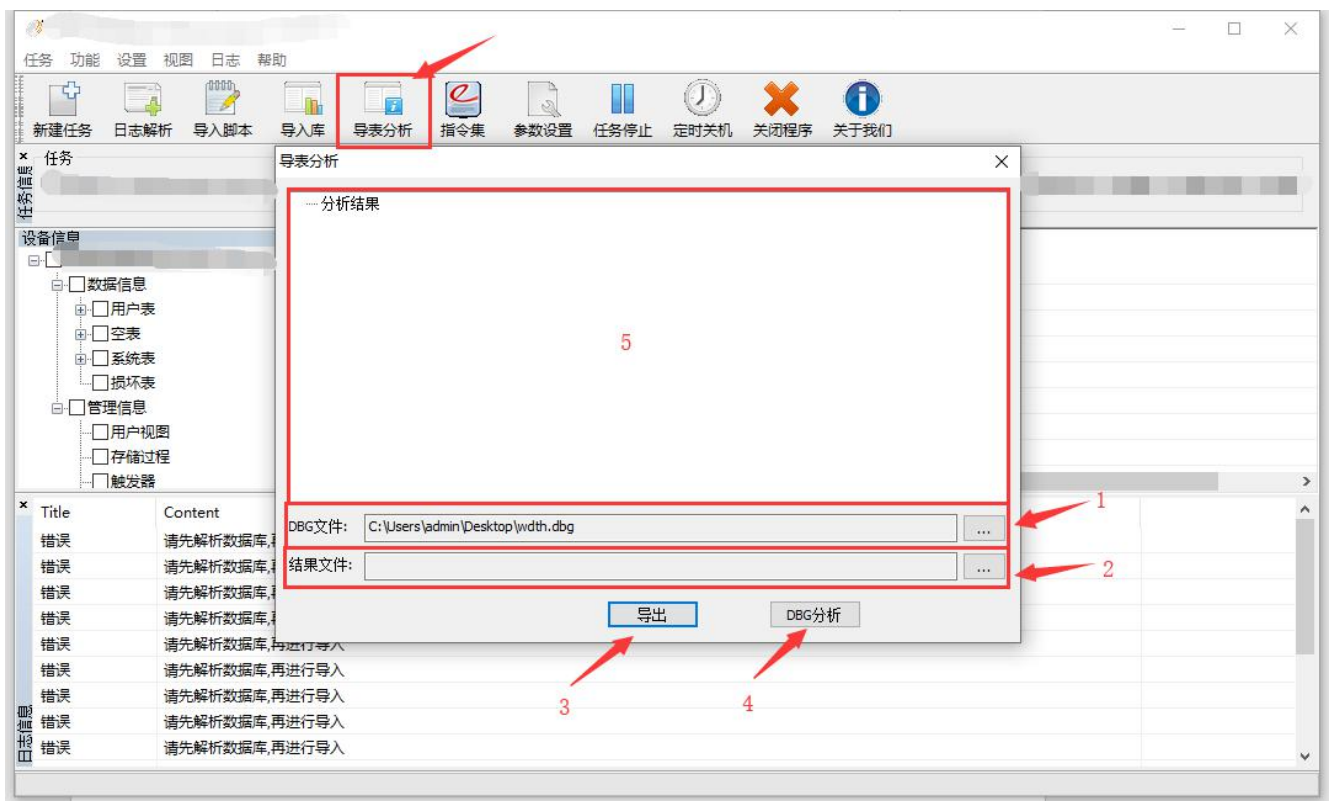 任务 功能 设置 视图 日志 帮助
新建任务 日志解析 导入脚本 导入库 导表分析 指令集 参数设置 任务停止 定时关机 关闭程序 关于我们
任务信息
任务
导表分析
分析结果
设备信息
数据信息
用户表
空表
系统表
损坏表
管理信息
用户视图
存储过程
触发器
5
DBG文件: C:\Users\admin\Desktop\wdth.dbg ...
1
结果文件: ...
2
导出 DBG分析
3
4
日志信息
Title Content
错误 请先解析数据库,
错误 请先解析数据库,
错误 请先解析数据库,
错误 请先解析数据库,
错误 请先解析数据库,再进行导入
错误 请先解析数据库,再进行导入
错误 请先解析数据库,再进行导入
错误 请先解析数据库,再进行导入
错误 请先解析数据库,再进行导入